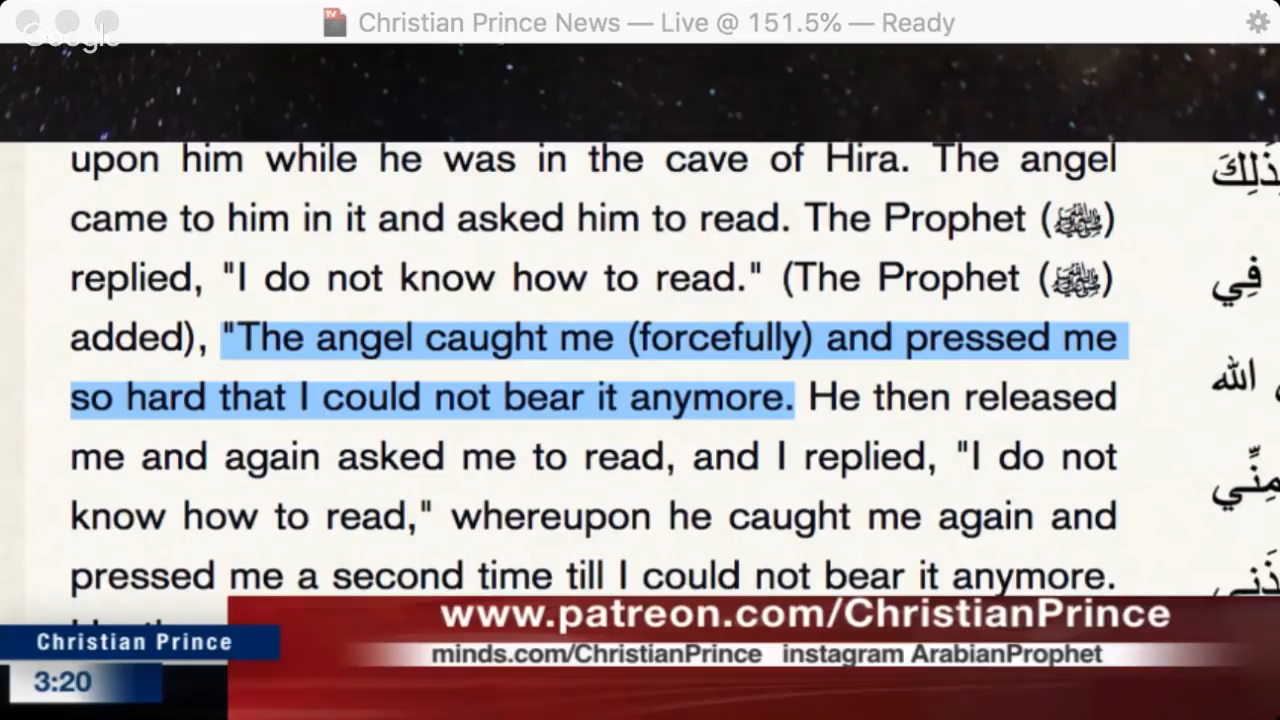 TV Christian Prince News — Live @ 151.5% — Ready
Google
upon him while he was in the cave of Hira. The angel
came to him in it and asked him to read. The Prophet (ﷺ)
replied, "I do not know how to read." (The Prophet (ﷺ)
added), "The angel caught me (forcefully) and pressed me
so hard that I could not bear it anymore. He then released
me and again asked me to read, and I replied, "I do not
know how to read," whereupon he caught me again and
pressed me a second time till I could not bear it anymore.
فِي
الله
مِنِّي
www.patreon.com/ChristianPrince
Christian Prince
minds.com/ChristianPrince instagram ArabianProphet
3:20